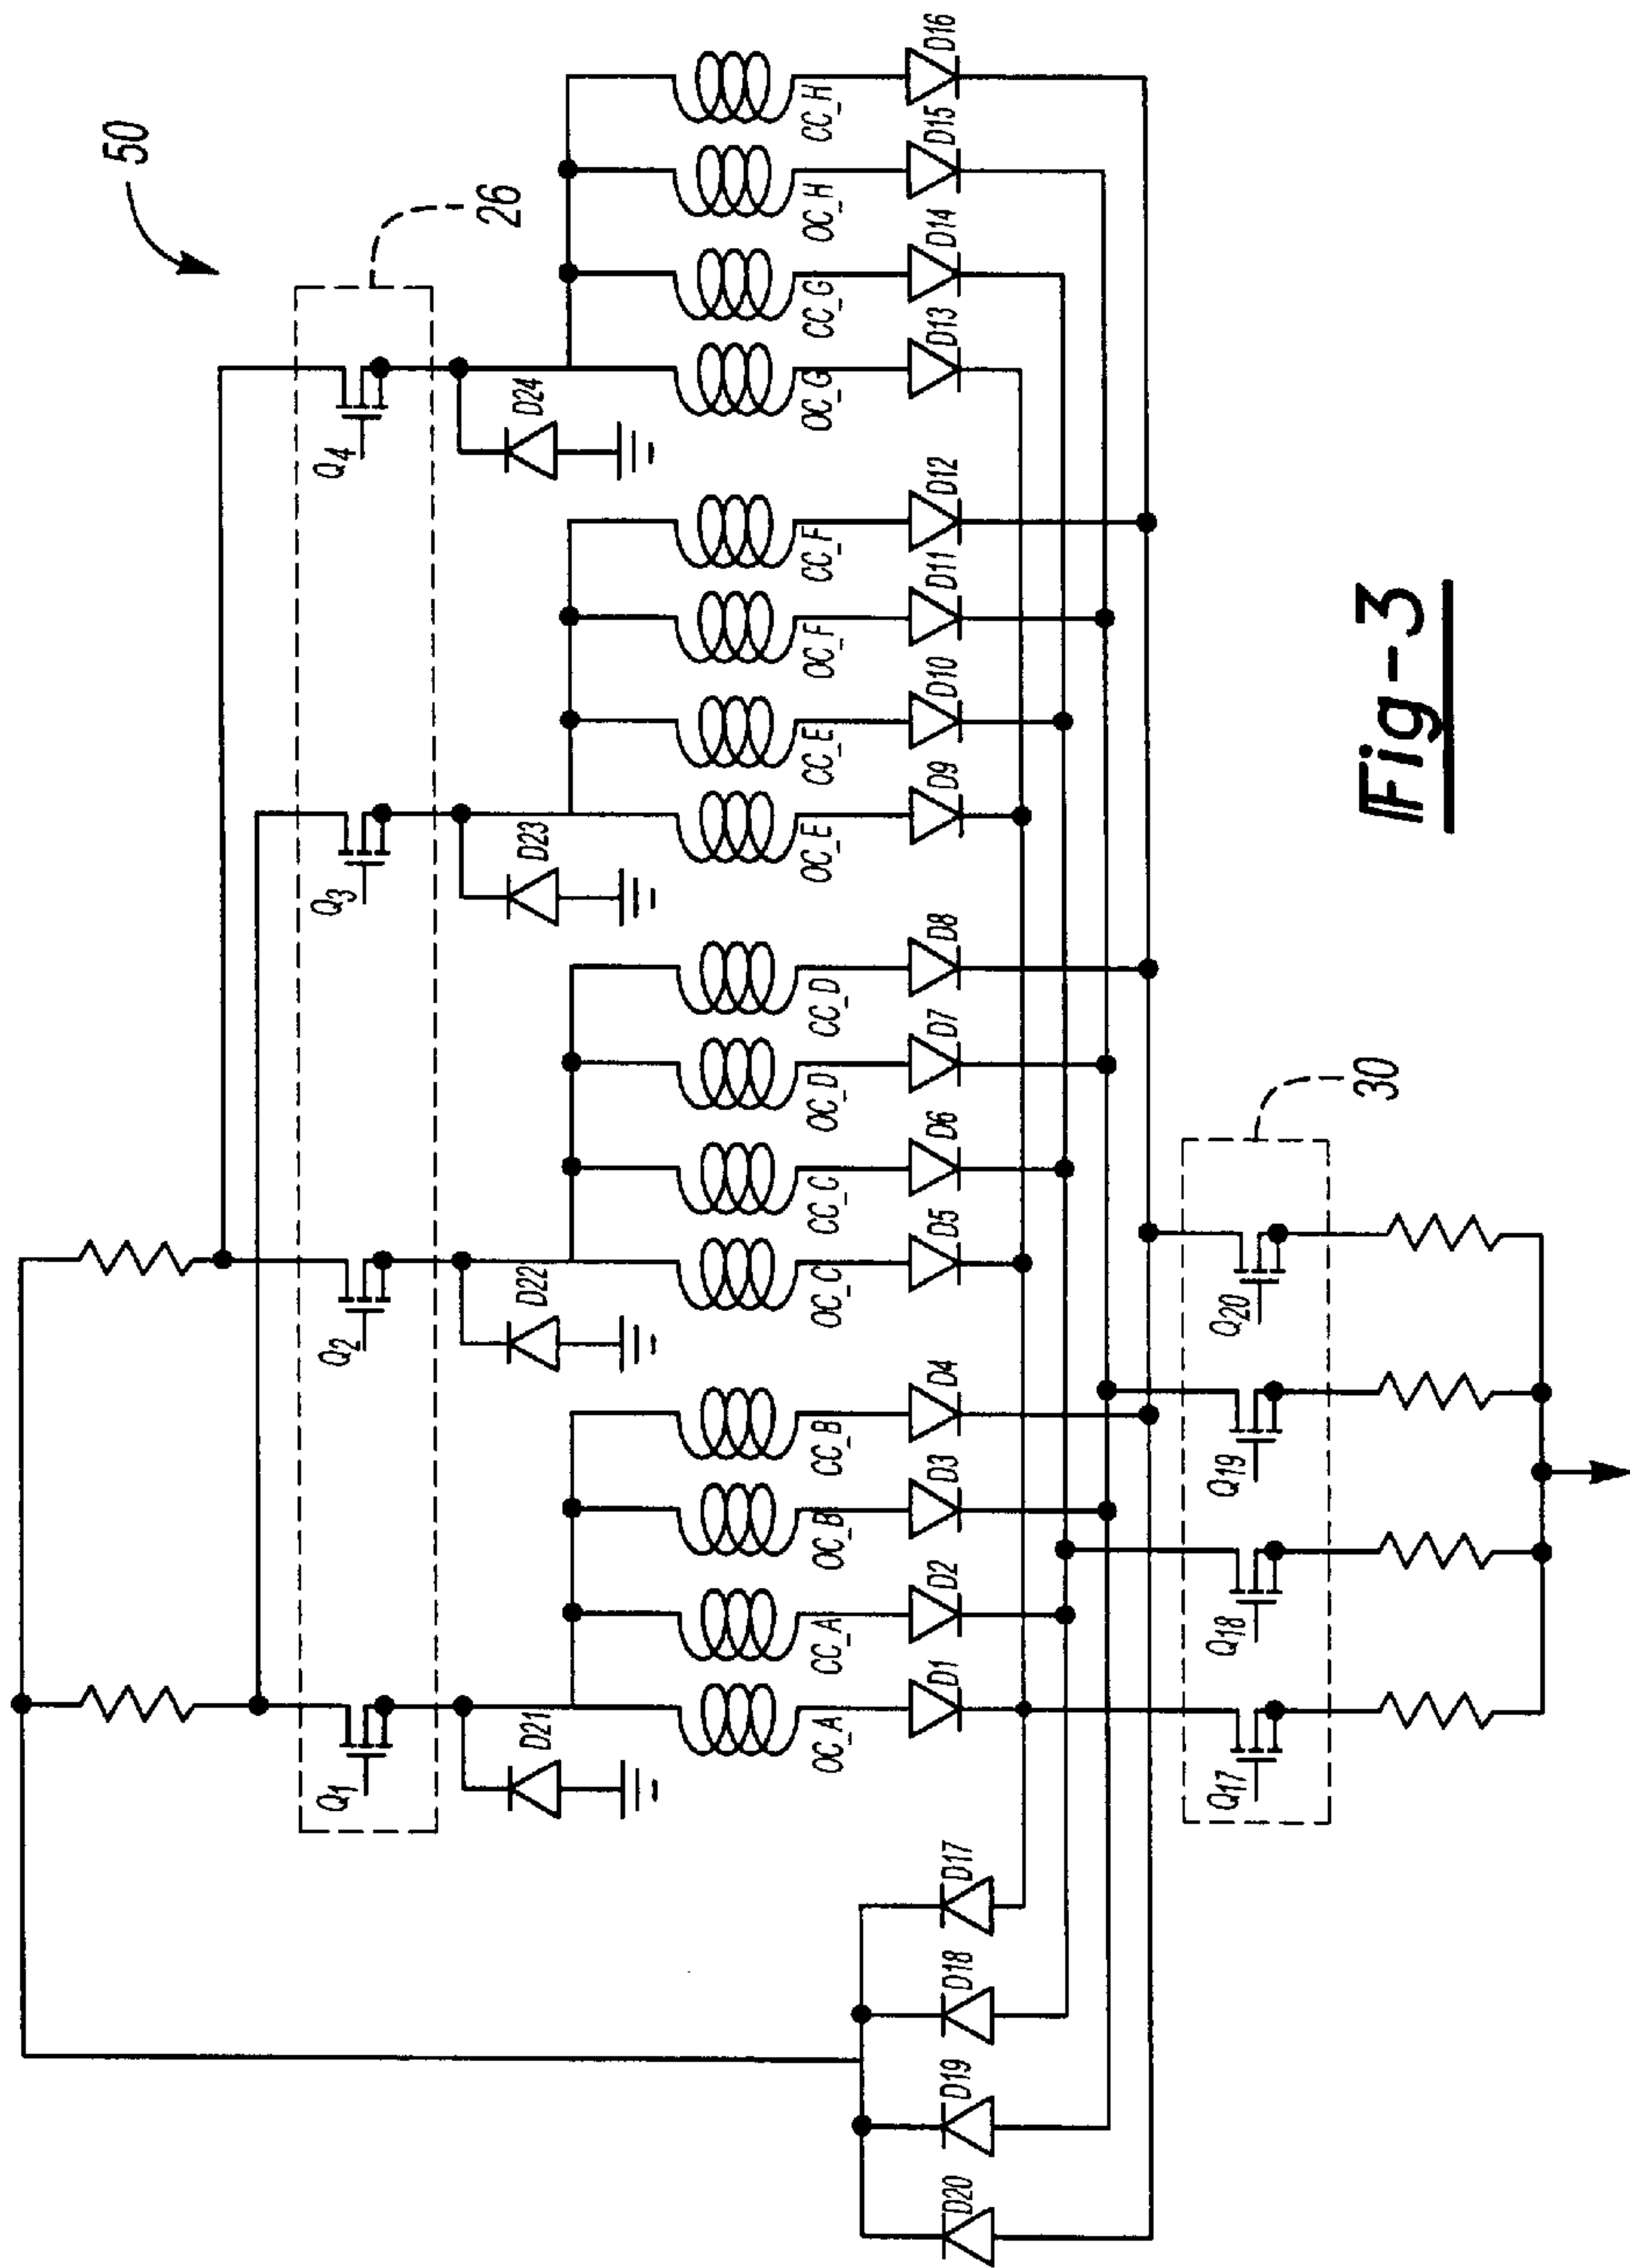 50
26
Q1
Q2
Q3
Q4
D21
D22
D23
D24
OC_A
CC_A
OC_B
CC_B
OC_C
CC_C
OC_D
CC_D
OC_E
CC_E
OC_F
CC_F
OC_G
CC_G
OC_H
CC_H
D20
D19
D18
D17
D1
D2
D3
D4
D5
D6
D7
D8
D9
D10
D11
D12
D13
D14
D15
D16
Q17
Q18
Q19
Q20
30
Fig-3